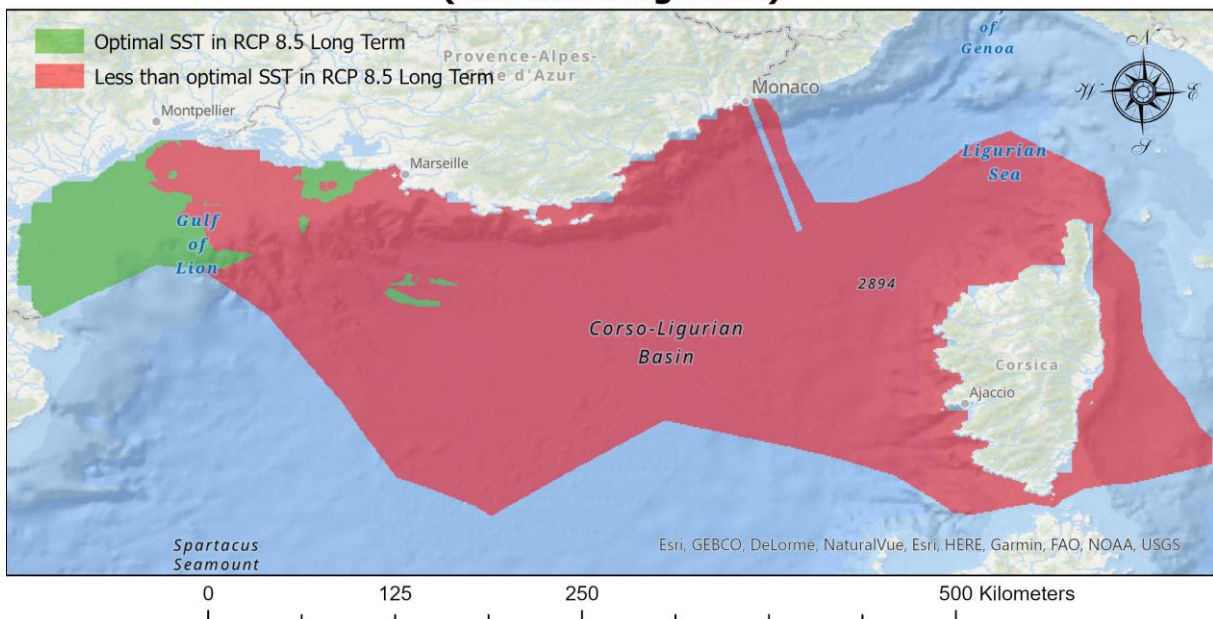 Optimal SST in RCP 8.5 Long Term
Less than optimal SST in RCP 8.5 Long Term
Provence-Alpes-
Côte d'Azur
of
Genoa
N
W
E
S
Monaco
Montpellier
Marseille
Ligurian
Sea
Gulf
of
Lion
2894
Corso-Ligurian
Basin
Corsica
Ajaccio
Spartacus
Seamount
Esri, GEBCO, DeLorme, NaturalVue, Esri, HERE, Garmin, FAO, NOAA, USGS
0 125 250 500 Kilometers